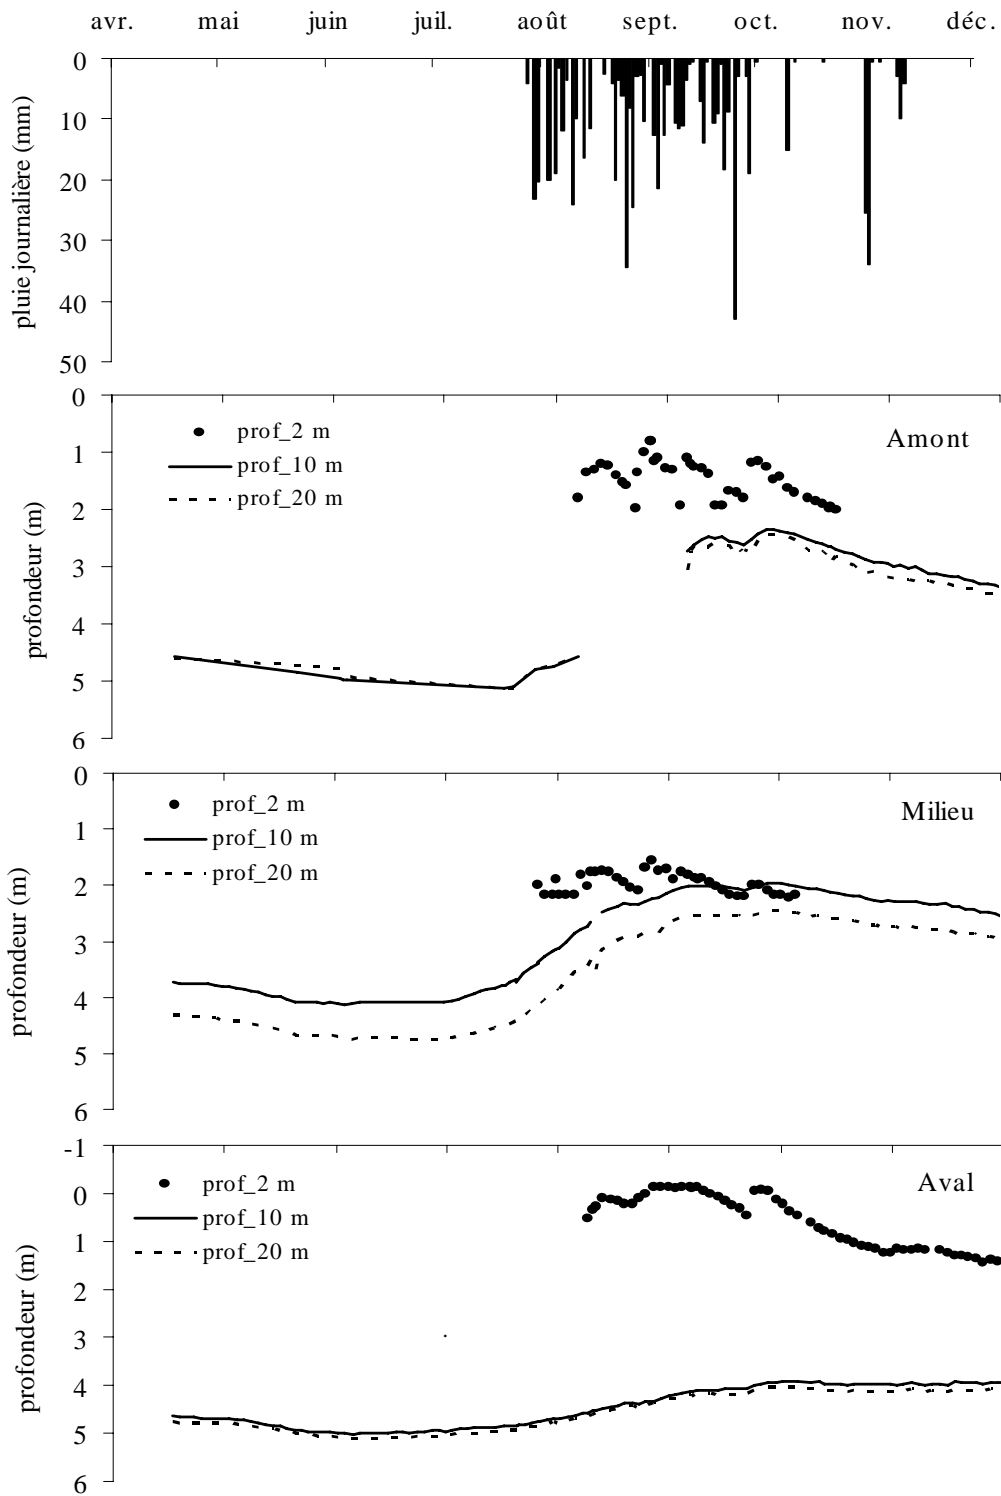 avr. mai juin juil. août sept. oct. nov. déc.
pluie journalière (mm)
0
10
20
30
40
50
profondeur (m)
0
1
2
3
4
5
6
prof_2 m
prof_10 m
prof_20 m
Amont
profondeur (m)
0
1
2
3
4
5
6
prof_2 m
prof_10 m
prof_20 m
Milieu
profondeur (m)
-1
0
1
2
3
4
5
6
prof_2 m
prof_10 m
prof_20 m
Aval